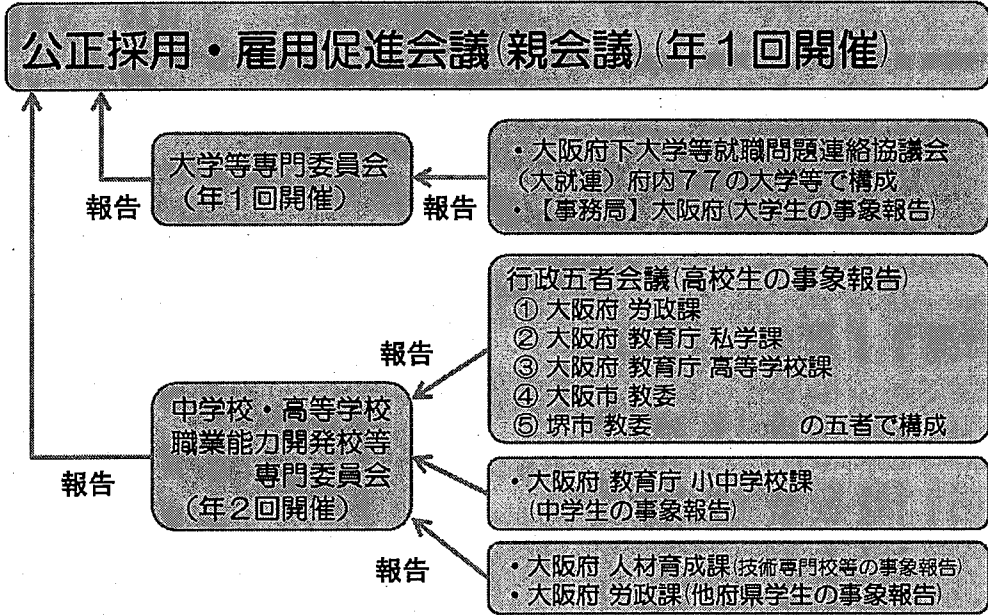 公正採用・雇用促進会議(親会議)(年1回開催)
大学等専門委員会
(年1回開催)
報告
報告
・大阪府下大学等就職問題連絡協議会
(大就連)府内77の大学等で構成
・【事務局】大阪府(大学生の事象報告)
行政五者会議(高校生の事象報告)
① 大阪府 労政課
② 大阪府 教育庁 私学課
③ 大阪府 教育庁 高等学校課
④ 大阪市 教委
⑤ 堺市 教委 の五者で構成
報告
中学校・高等学校
職業能力開発校等
専門委員会
(年2回開催)
報告
・大阪府 教育庁 小中学校課
(中学生の事象報告)
報告
・大阪府 人材育成課(技術専門校等の事象報告)
・大阪府 労政課(他府県学生の事象報告)